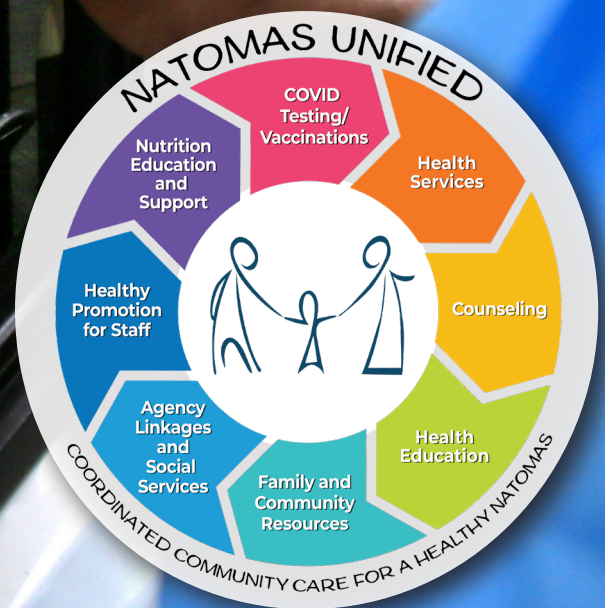 NATOMAS UNIFIED
COVID
Testing/
Vaccinations
Health
Services
Counseling
Health
Education
Family and
Community
Resources
Agency
Linkages
and
Social
Services
Healthy
Promotion
for Staff
Nutrition
Education
and
Support
COORDINATED COMMUNITY CARE FOR A HEALTHY NATOMAS